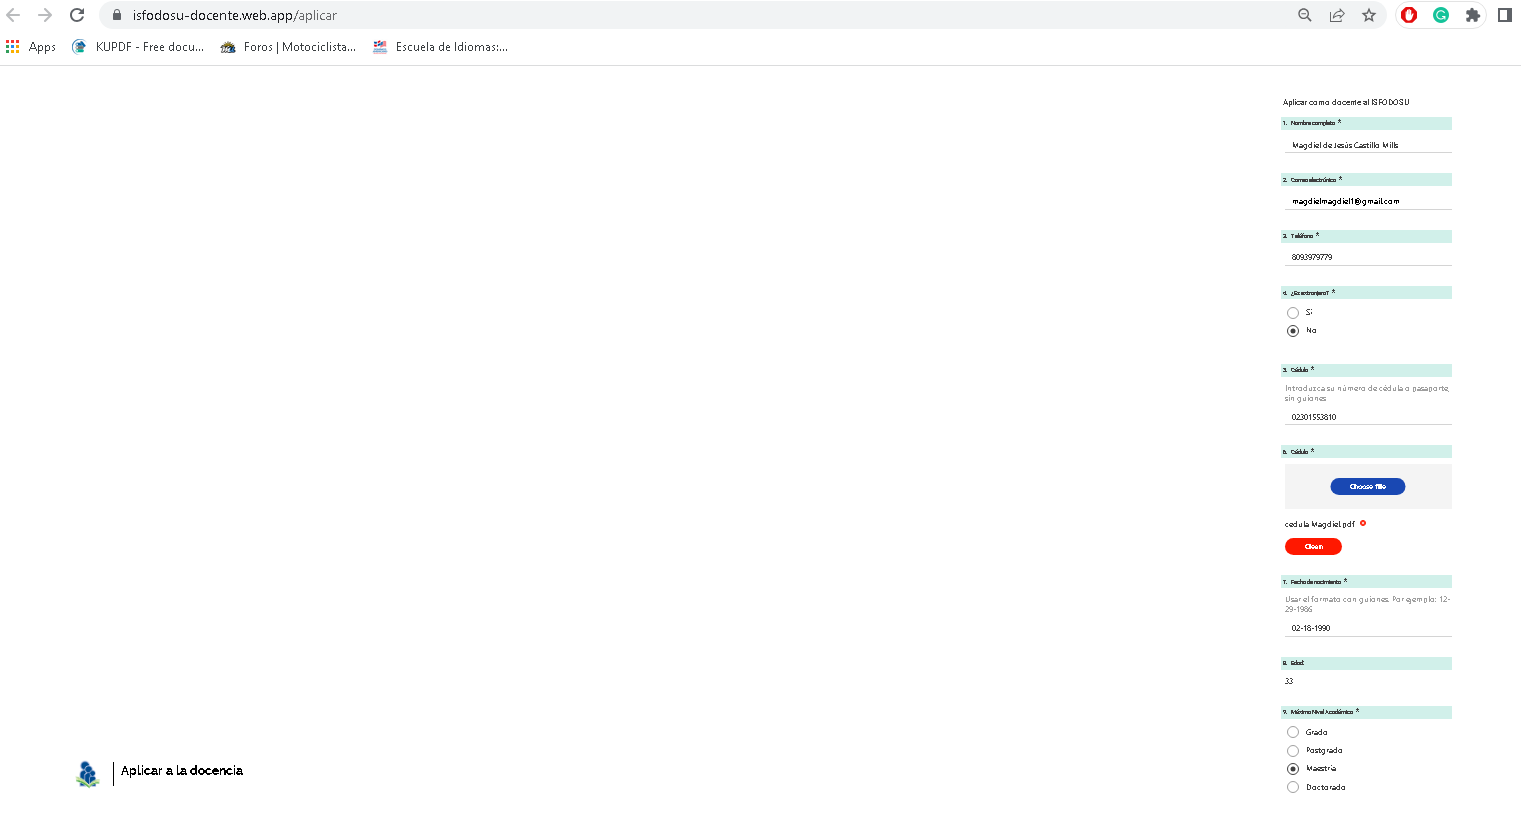 isfodosu-docente.web.app/aplicar
Apps
KUPDF - Free docu...
Foros | Motociclista...
Escuela de Idiomas:...
Aplicar como docente al ISFODOSU
1. Nombre completo *
Magdiel de Jesús Castillo Mills
2. Correo electrónico *
magdielmagdiel1@gmail.com
3. Teléfono *
8093979779
4. ¿Es extranjero? *
Si
No
5. Cédula *
Introduzca su número de cédula o pasaporte,
sin guiones.
02301553810
6. Cédula *
Choose file
cedula Magdiel.pdf
Clean
7. Fecha de nacimiento *
Usar el formato con guiones. Por ejemplo: 12-
29-1986
02-18-1990
8. Edad:
33
9. Máximo Nivel Académico *
Grado
Postgrado
Maestría
Doctorado
Aplicar a la docencia